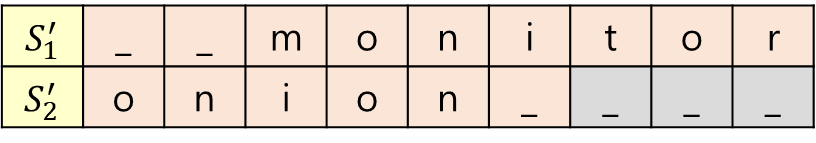 S′₁ _ _ m o n i t o r
S′₂ o n i o n _ _ _ _